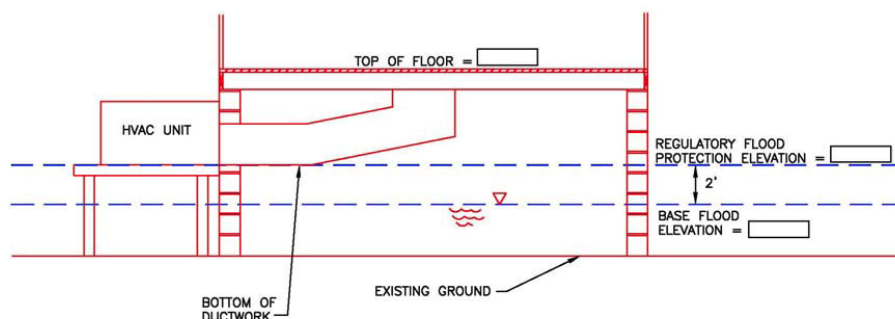 TOP OF FLOOR =
HVAC UNIT
REGULATORY FLOOD
PROTECTION ELEVATION =
2'
BASE FLOOD
ELEVATION =
EXISTING GROUND
BOTTOM OF
DUCTWORK